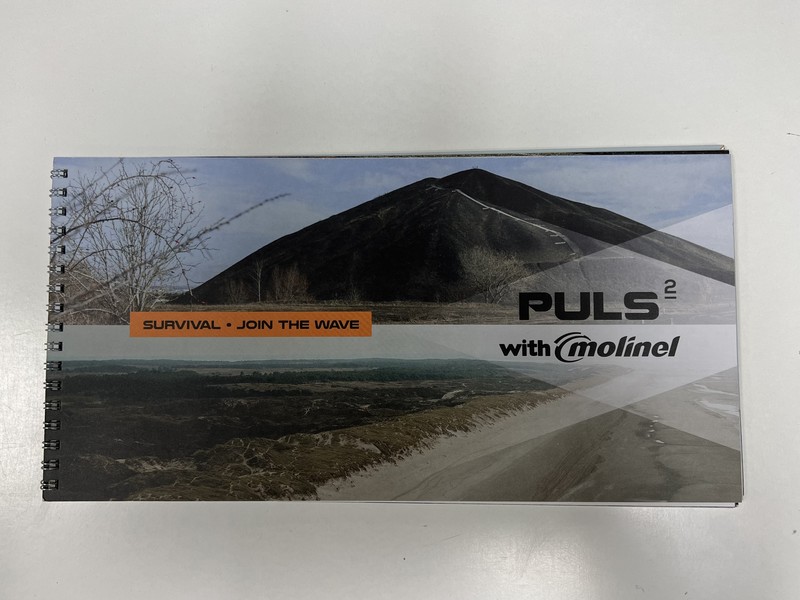 SURVIVAL • JOIN THE WAVE
PULS²
with molinel